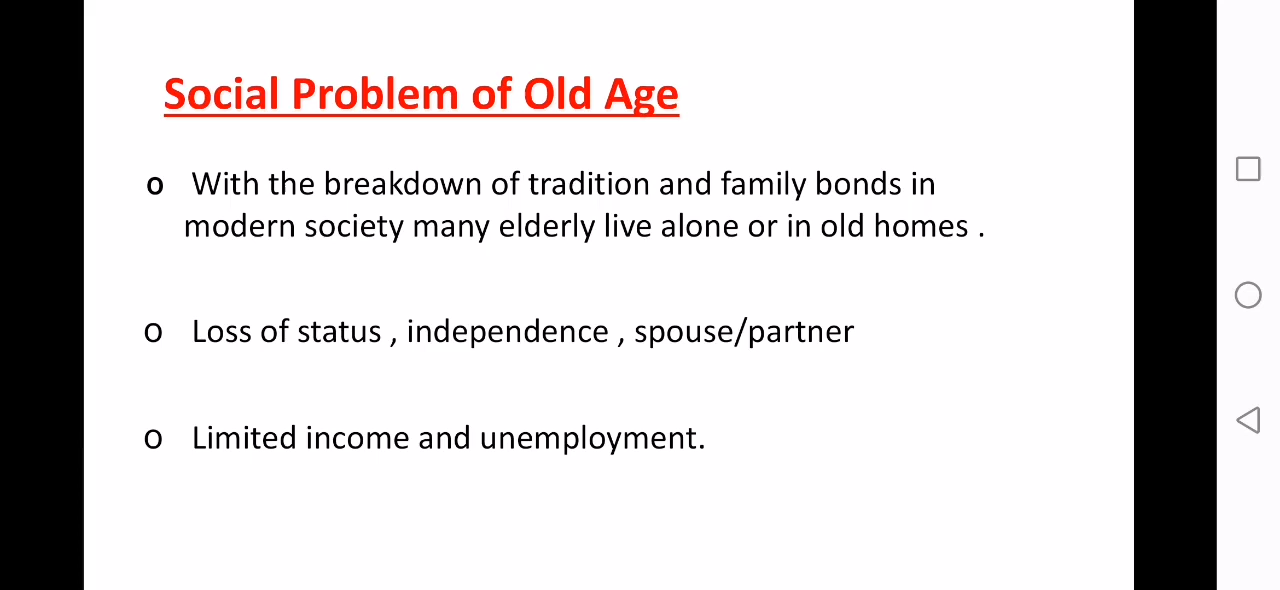 Social Problem of Old Age
o With the breakdown of tradition and family bonds in
modern society many elderly live alone or in old homes .
o Loss of status , independence , spouse/partner
o Limited income and unemployment.